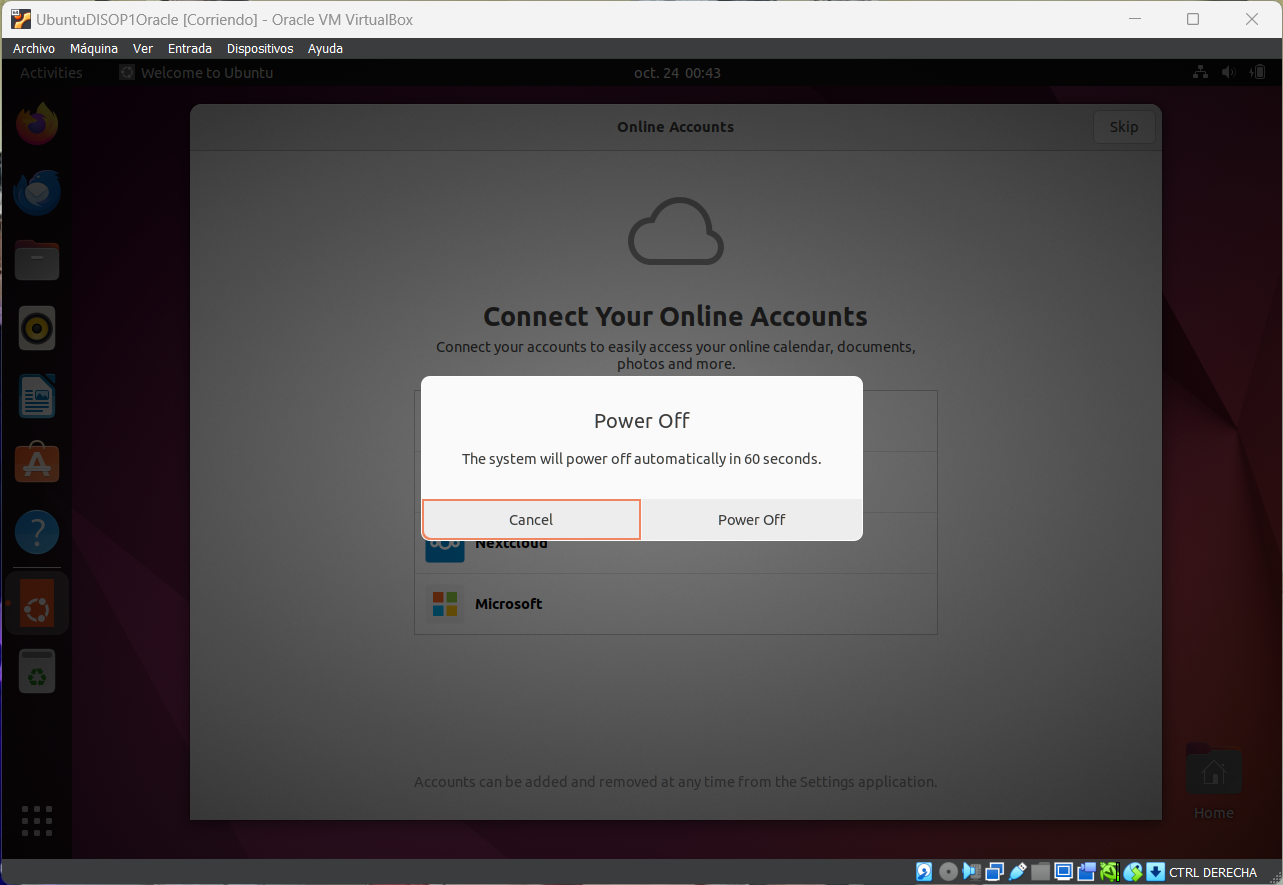 UbuntuDISOP1Oracle [Corriendo] - Oracle VM VirtualBox
Archivo Máquina Ver Entrada Dispositivos Ayuda
Activities Welcome to Ubuntu oct. 24 00:43
Online Accounts Skip
Connect Your Online Accounts
Connect your accounts to easily access your online calendar, documents,
photos and more.
Power Off
The system will power off automatically in 60 seconds.
Cancel Power Off
Nextcloud
Microsoft
Accounts can be added and removed at any time from the Settings application.
Home
CTRL DERECHA